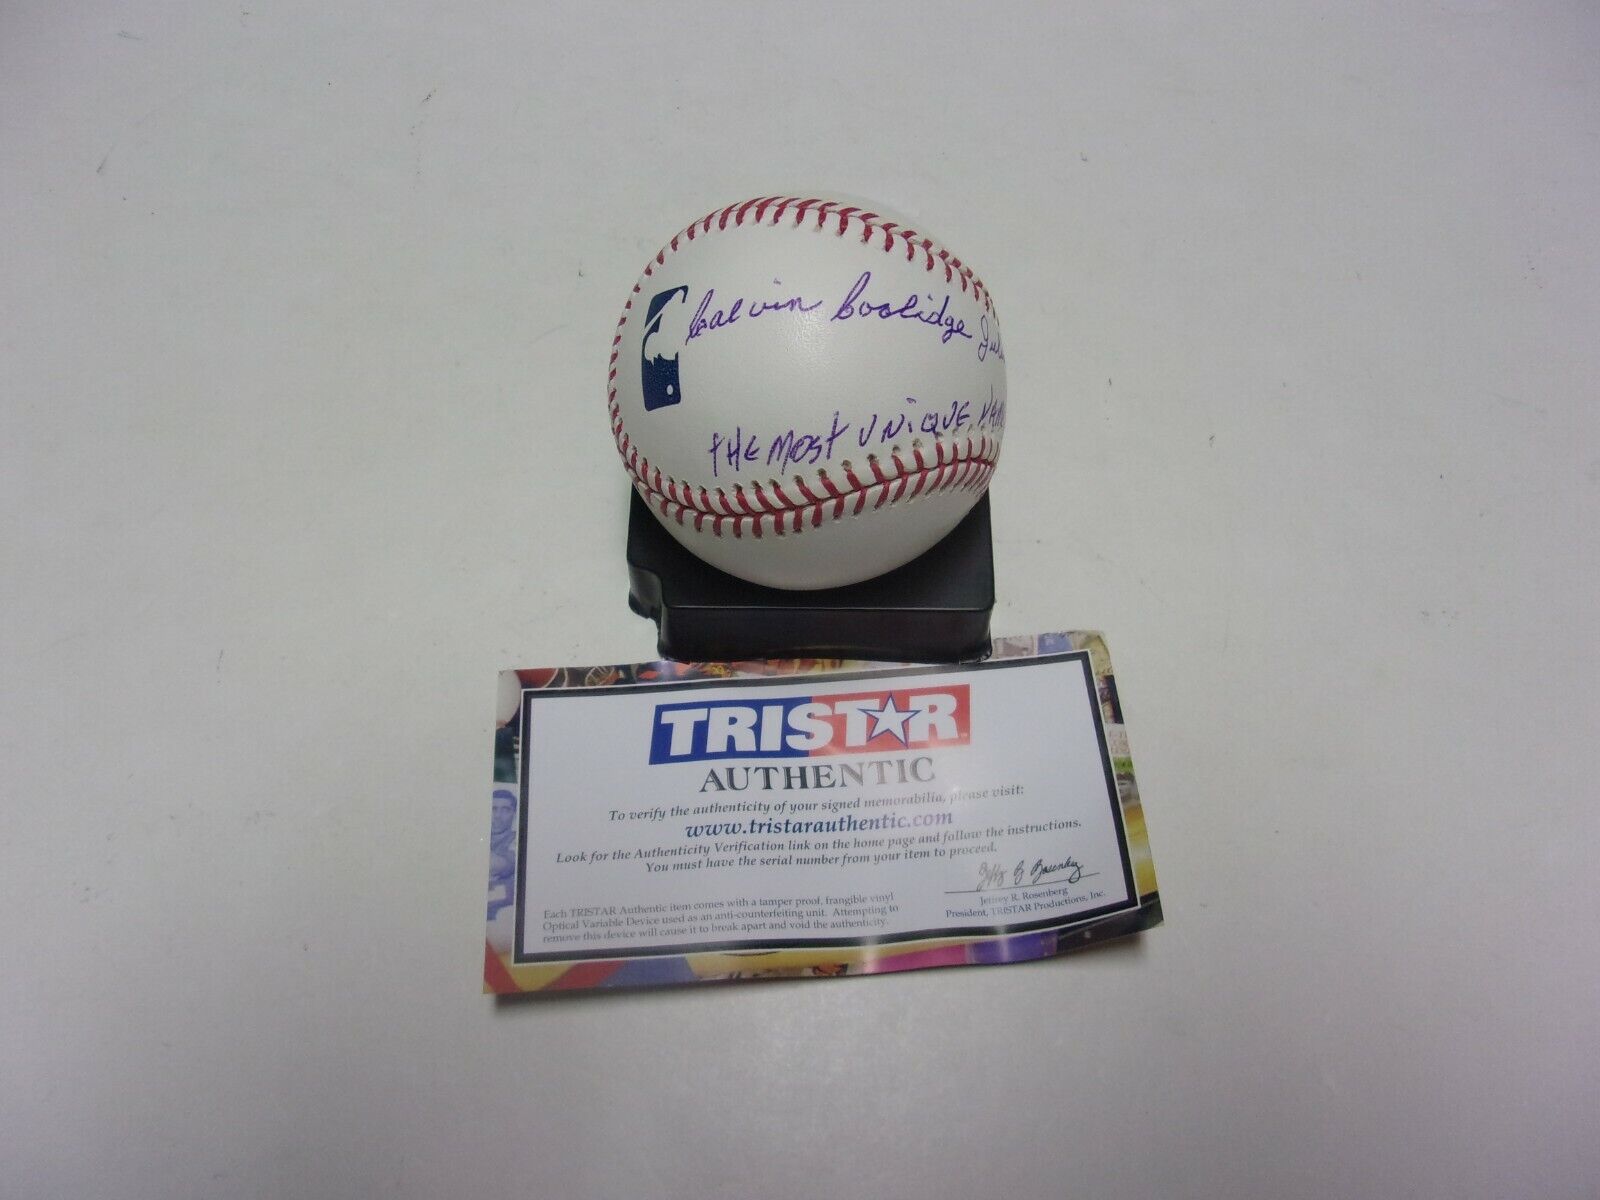 Calvin Coolidge Juli
tHE MOSt UNiQUE NAM
TRISTAR
AUTHENTIC
To verify the authenticity of your signed memorabilia, please visit:
www.tristarauthentic.com
Look for the Authenticity Verification link on the home page and follow the instructions.
You must have the serial number from your item to proceed.
Jeffrey R. Rosenberg
President, TRISTAR Productions, Inc.
Each TRISTAR Authentic item comes with a tamper proof, frangible vinyl
Optical Variable Device used as an anti-counterfeiting unit. Attempting to
remove this device will cause it to break apart and void the authenticity.